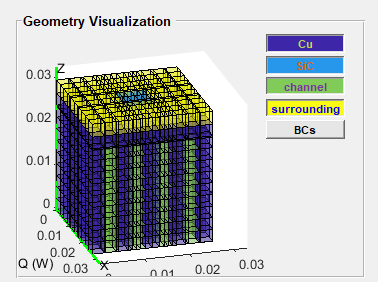 Geometry Visualization
Cu
SiC
channel
surrounding
BCs
Z
0.03
0.02
0.01
0
0
0.01
0.02
0.03
Q (W)
X
0.01
0.02
0.03